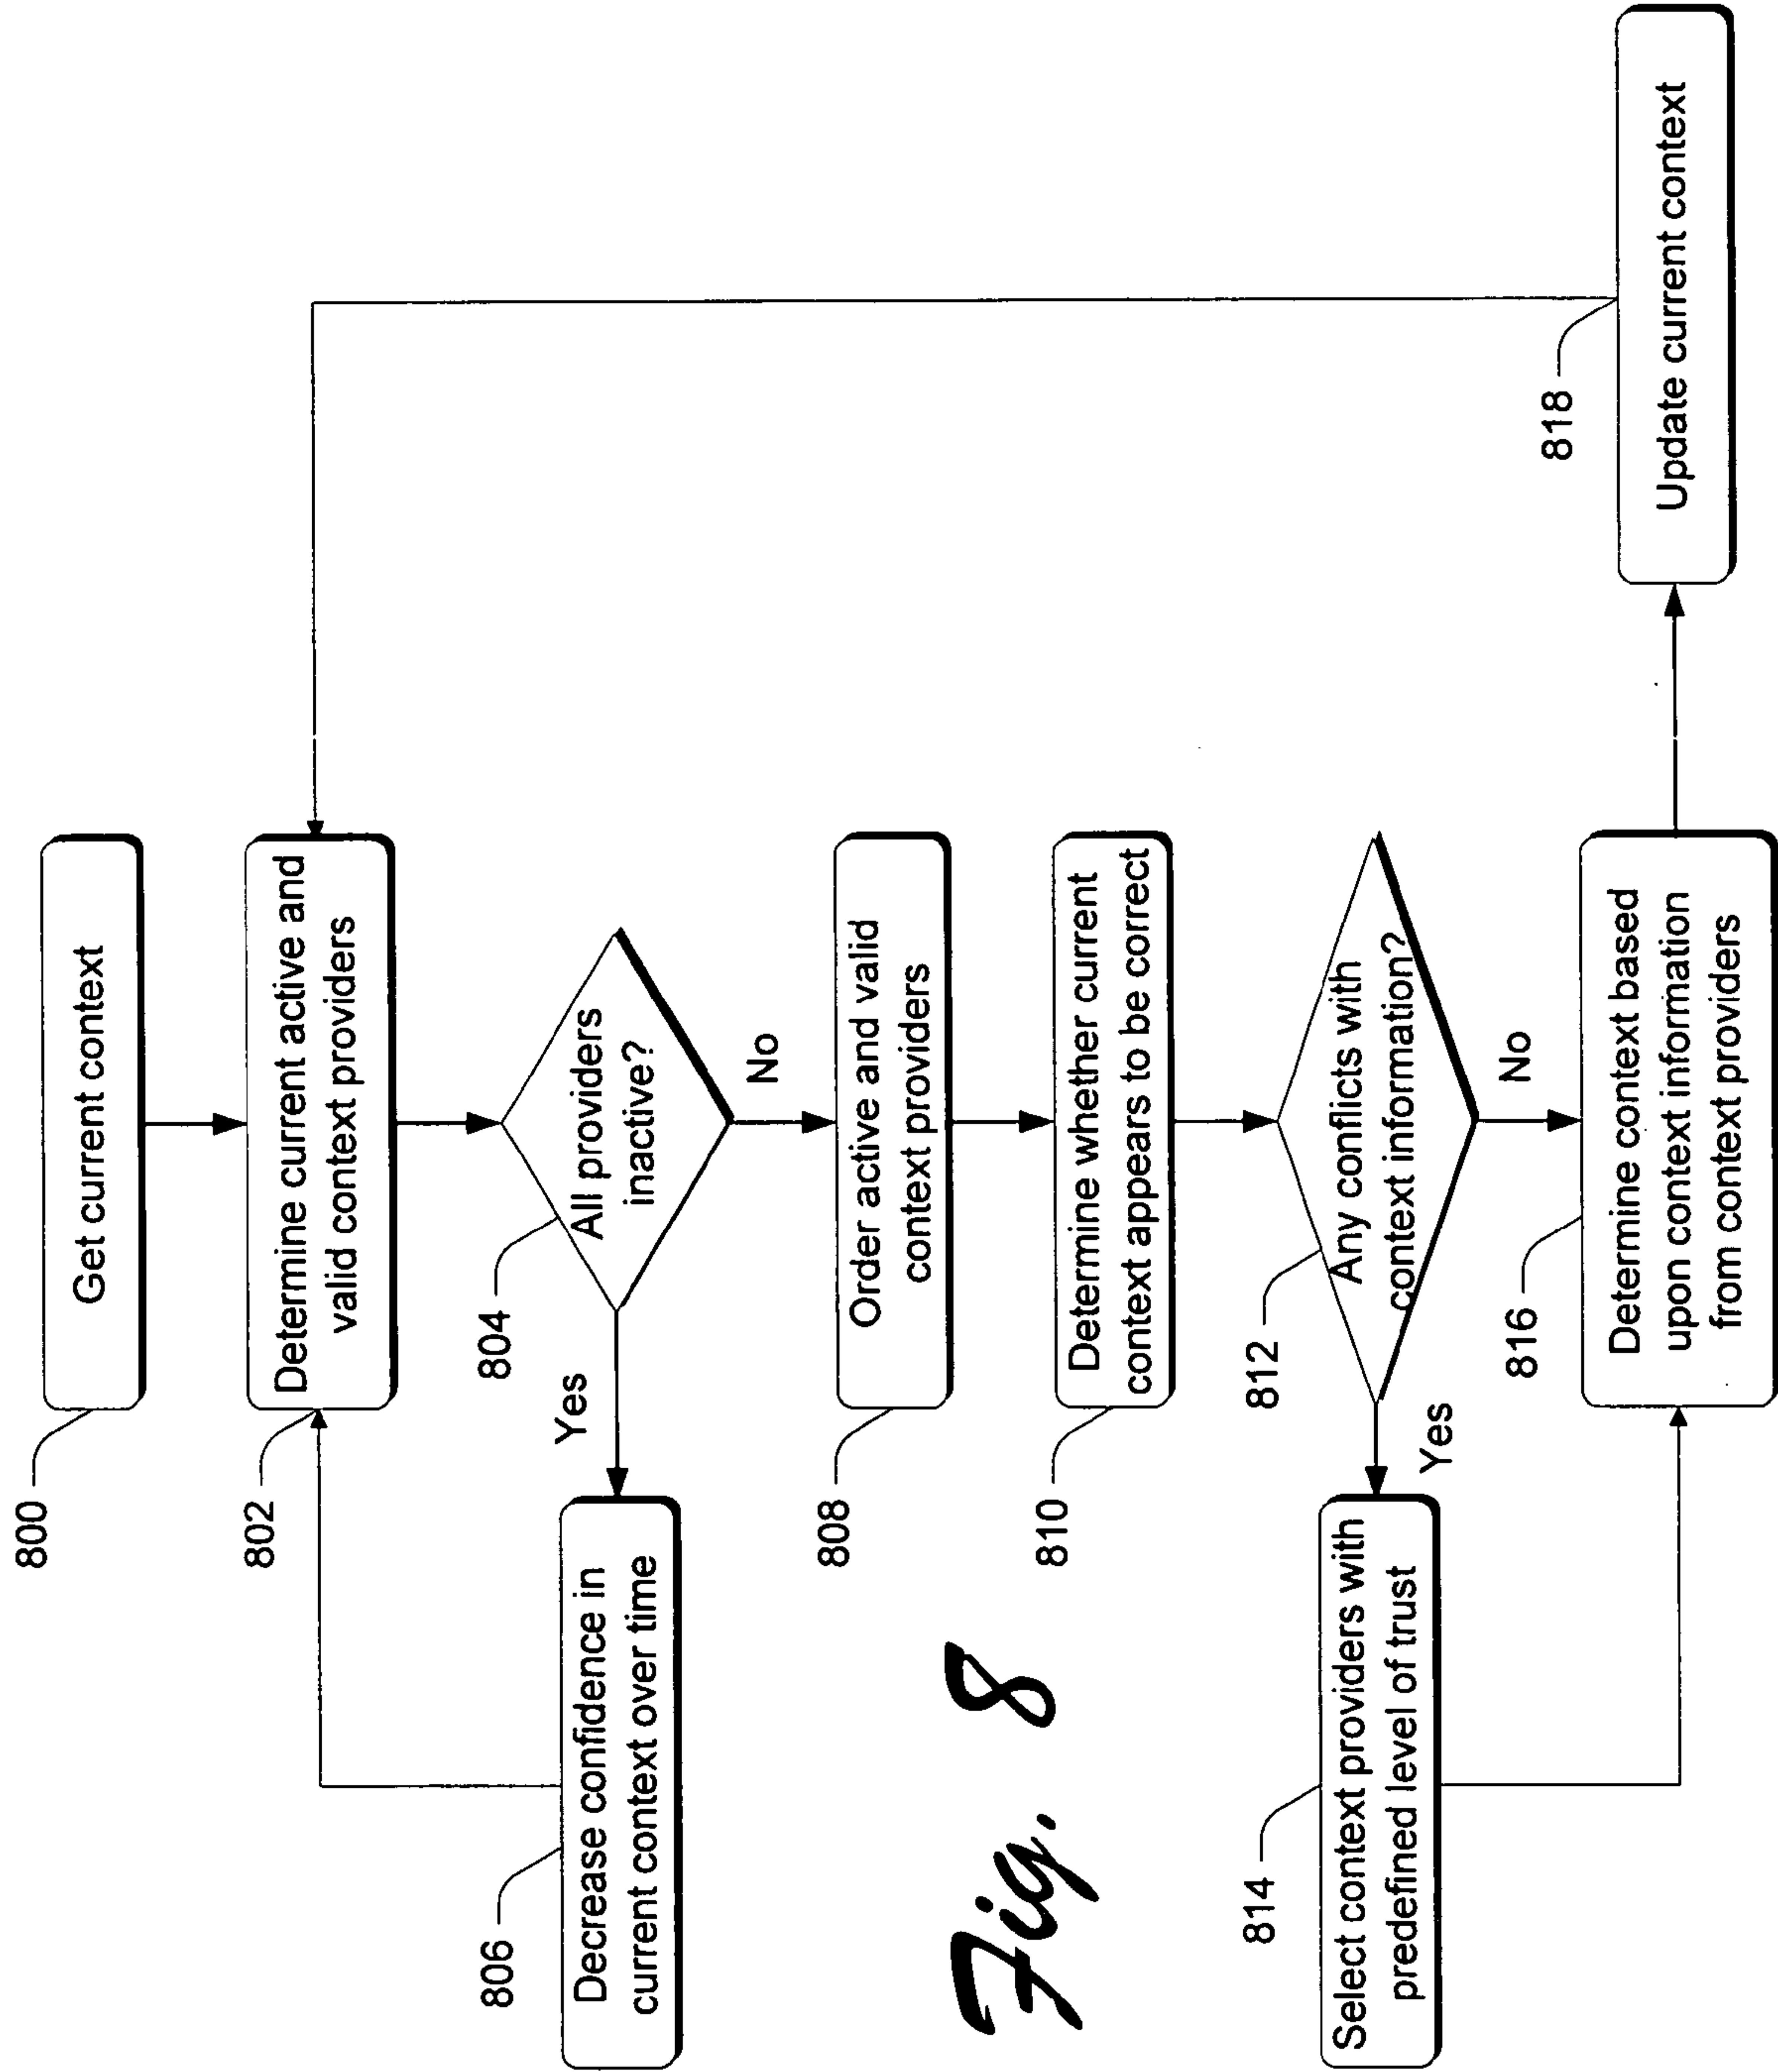 800
Get current context
802
Determine current active and
valid context providers
804
All providers
inactive?
Yes
No
806
Decrease confidence in
current context over time
808
Order active and valid
context providers
810
Determine whether current
context appears to be correct
812
Any conflicts with
context information?
Yes
No
814
Select context providers with
predefined level of trust
816
Determine context based
upon context information
from context providers
818
Update current context
Fig. 8